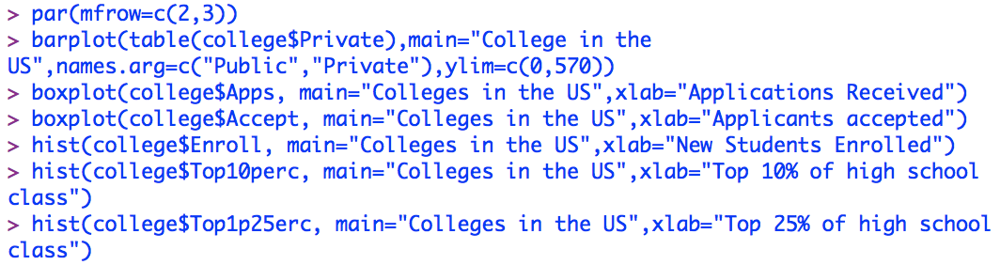 > par(mfrow=c(2,3))
> barplot(table(college$Private),main="College in the
US",names.arg=c("Public","Private"),ylim=c(0,570))
> boxplot(college$Apps, main="Colleges in the US",xlab="Applications Received")
> boxplot(college$Accept, main="Colleges in the US",xlab="Applicants accepted")
> hist(college$Enroll, main="Colleges in the US",xlab="New Students Enrolled")
> hist(college$Top10perc, main="Colleges in the US",xlab="Top 10% of high school
class")
> hist(college$Top1p25erc, main="Colleges in the US",xlab="Top 25% of high school
class")